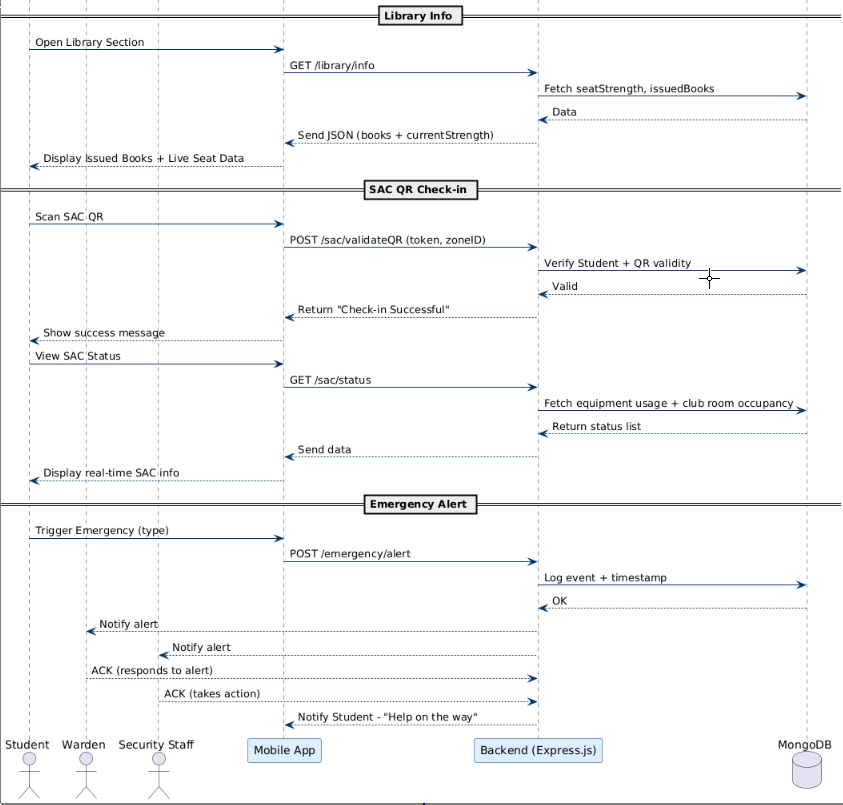 Library Info
Open Library Section
GET /library/info
Fetch seatStrength, issuedBooks
Data
Send JSON (books + currentStrength)
Display Issued Books + Live Seat Data
SAC QR Check-in
Scan SAC QR
POST /sac/validateQR (token, zoneID)
Verify Student + QR validity
Valid
Return "Check-in Successful"
Show success message
View SAC Status
GET /sac/status
Fetch equipment usage + club room occupancy
Return status list
Send data
Display real-time SAC info
Emergency Alert
Trigger Emergency (type)
POST /emergency/alert
Log event + timestamp
OK
Notify alert
Notify alert
ACK (responds to alert)
ACK (takes action)
Notify Student - "Help on the way"
Student
Warden
Security Staff
Mobile App
Backend (Express.js)
MongoDB